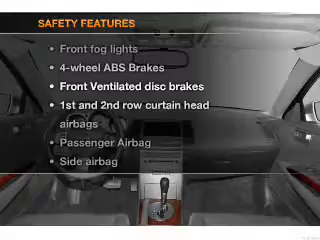 SAFETY FEATURES
• Front fog lights
• 4-wheel ABS Brakes
• Front Ventilated disc brakes
• 1st and 2nd row curtain head
airbags
• Passenger Airbag
• Side airbag